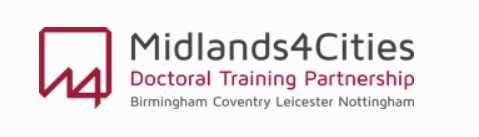 Midlands4Cities
Doctoral Training Partnership
Birmingham Coventry Leicester Nottingham